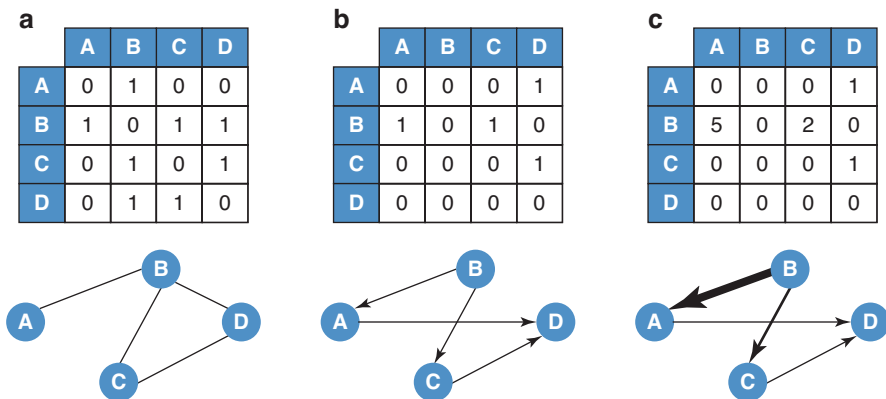 a b c
A B C D
A 0 1 0 0
B 1 0 1 1
C 0 1 0 1
D 0 1 1 0
A B C D
A 0 0 0 1
B 1 0 1 0
C 0 0 0 1
D 0 0 0 0
A B C D
A 0 0 0 1
B 5 0 2 0
C 0 0 0 1
D 0 0 0 0
B
A D
C
B
A D
C
B
A D
C